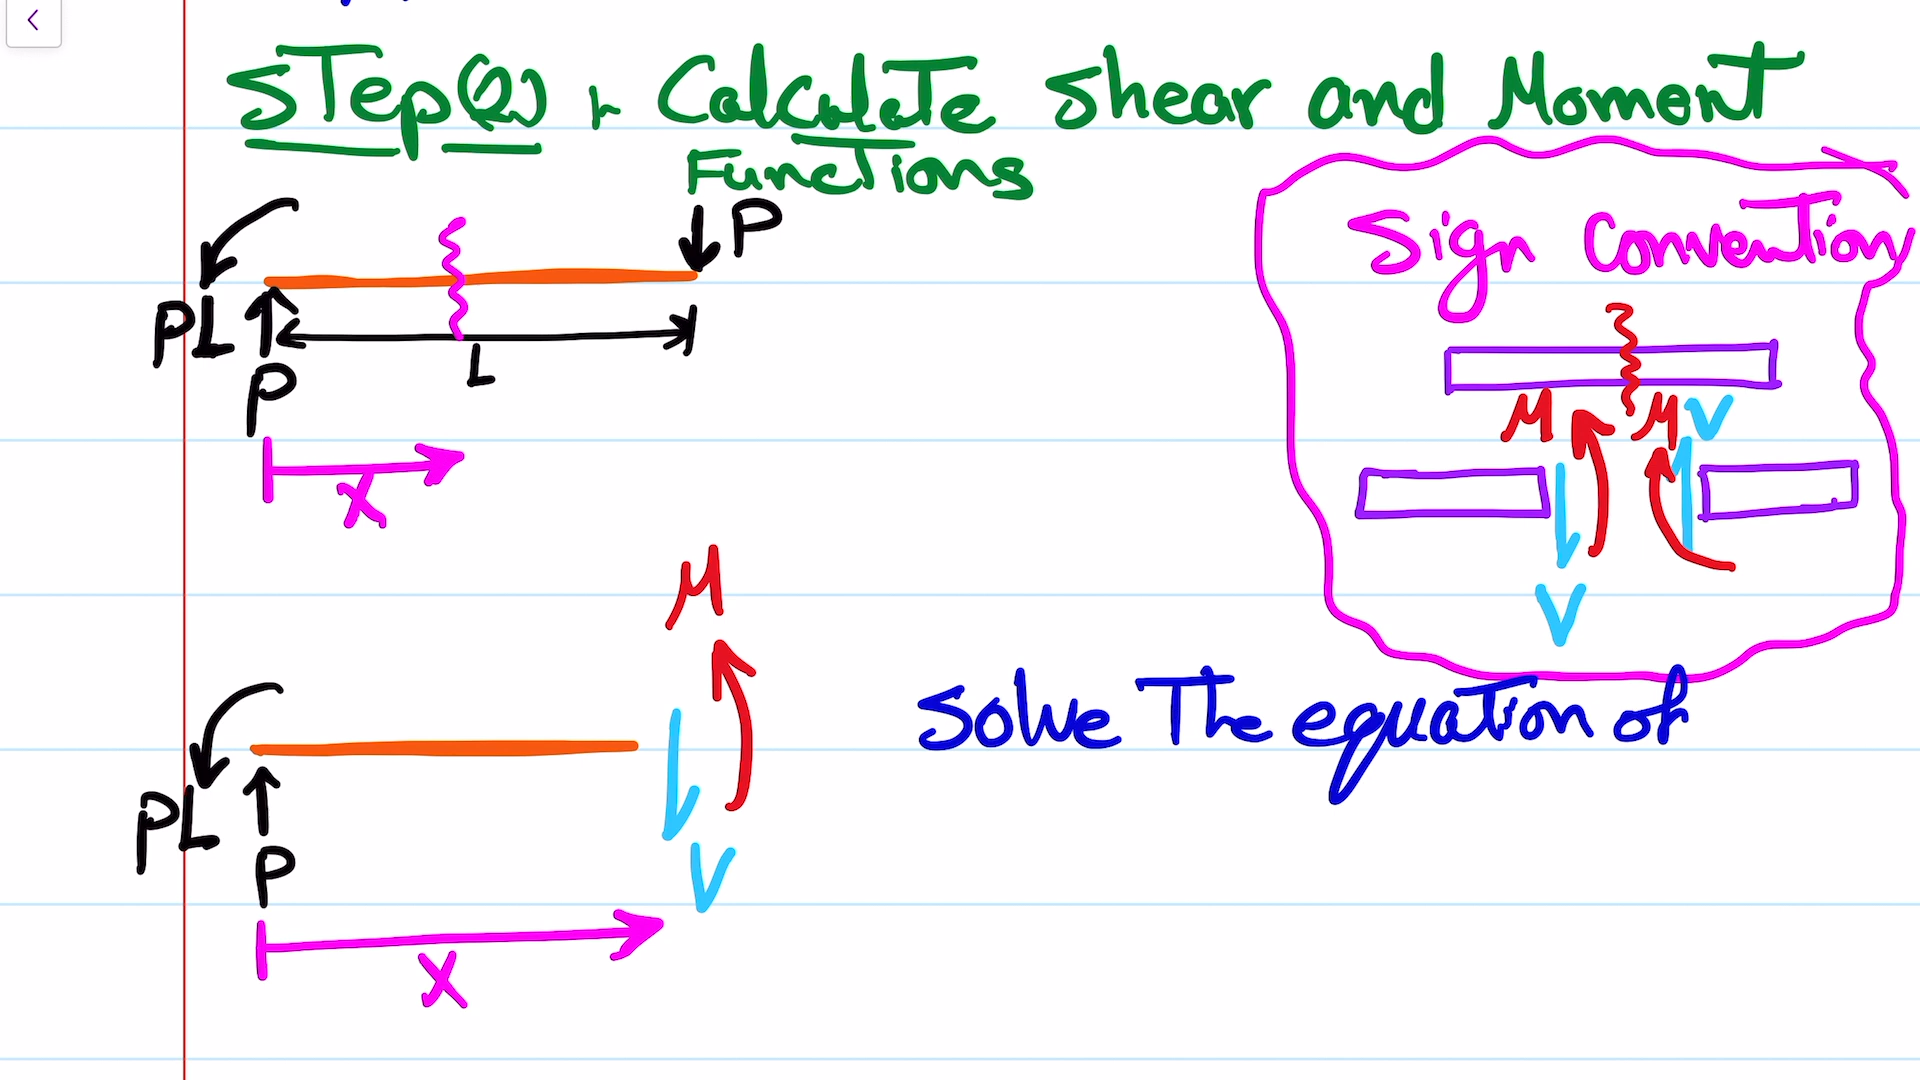 STep(2) :- Calculate Shear and Moment
Functions
P
PL
P
L
X
Sign Convention
M M V
V
M
Solve The equation of
PL
P
V
X